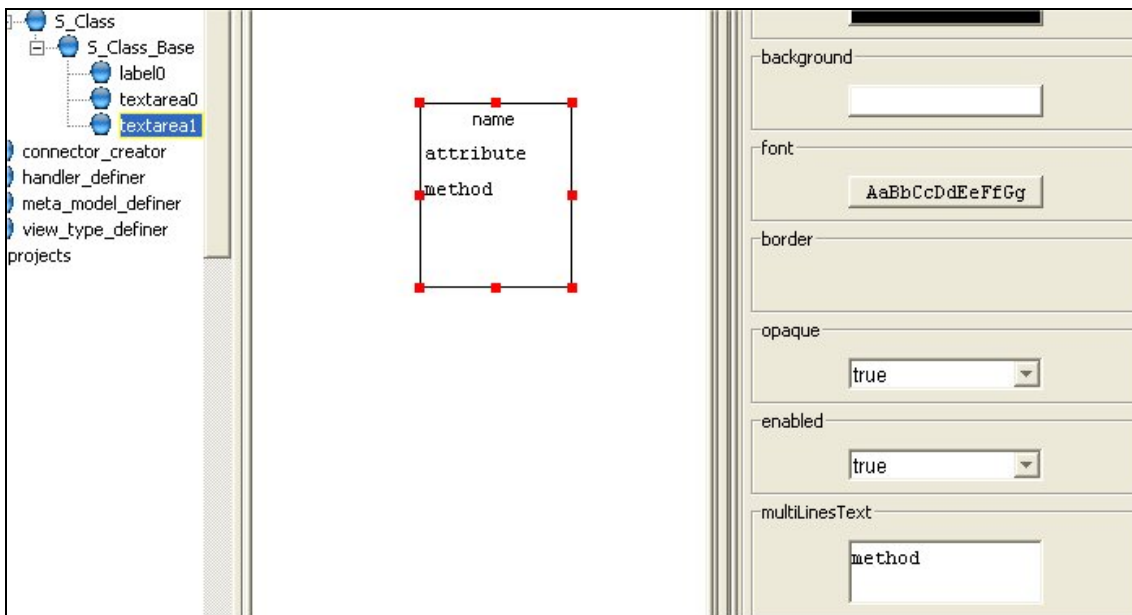 S_Class
S_Class_Base
label0
textarea0
textarea1
connector_creator
handler_definer
meta_model_definer
view_type_definer
projects
name
attribute
method
background
font
AaBbCcDdEeFfGg
border
opaque
true
enabled
true
multiLinesText
method